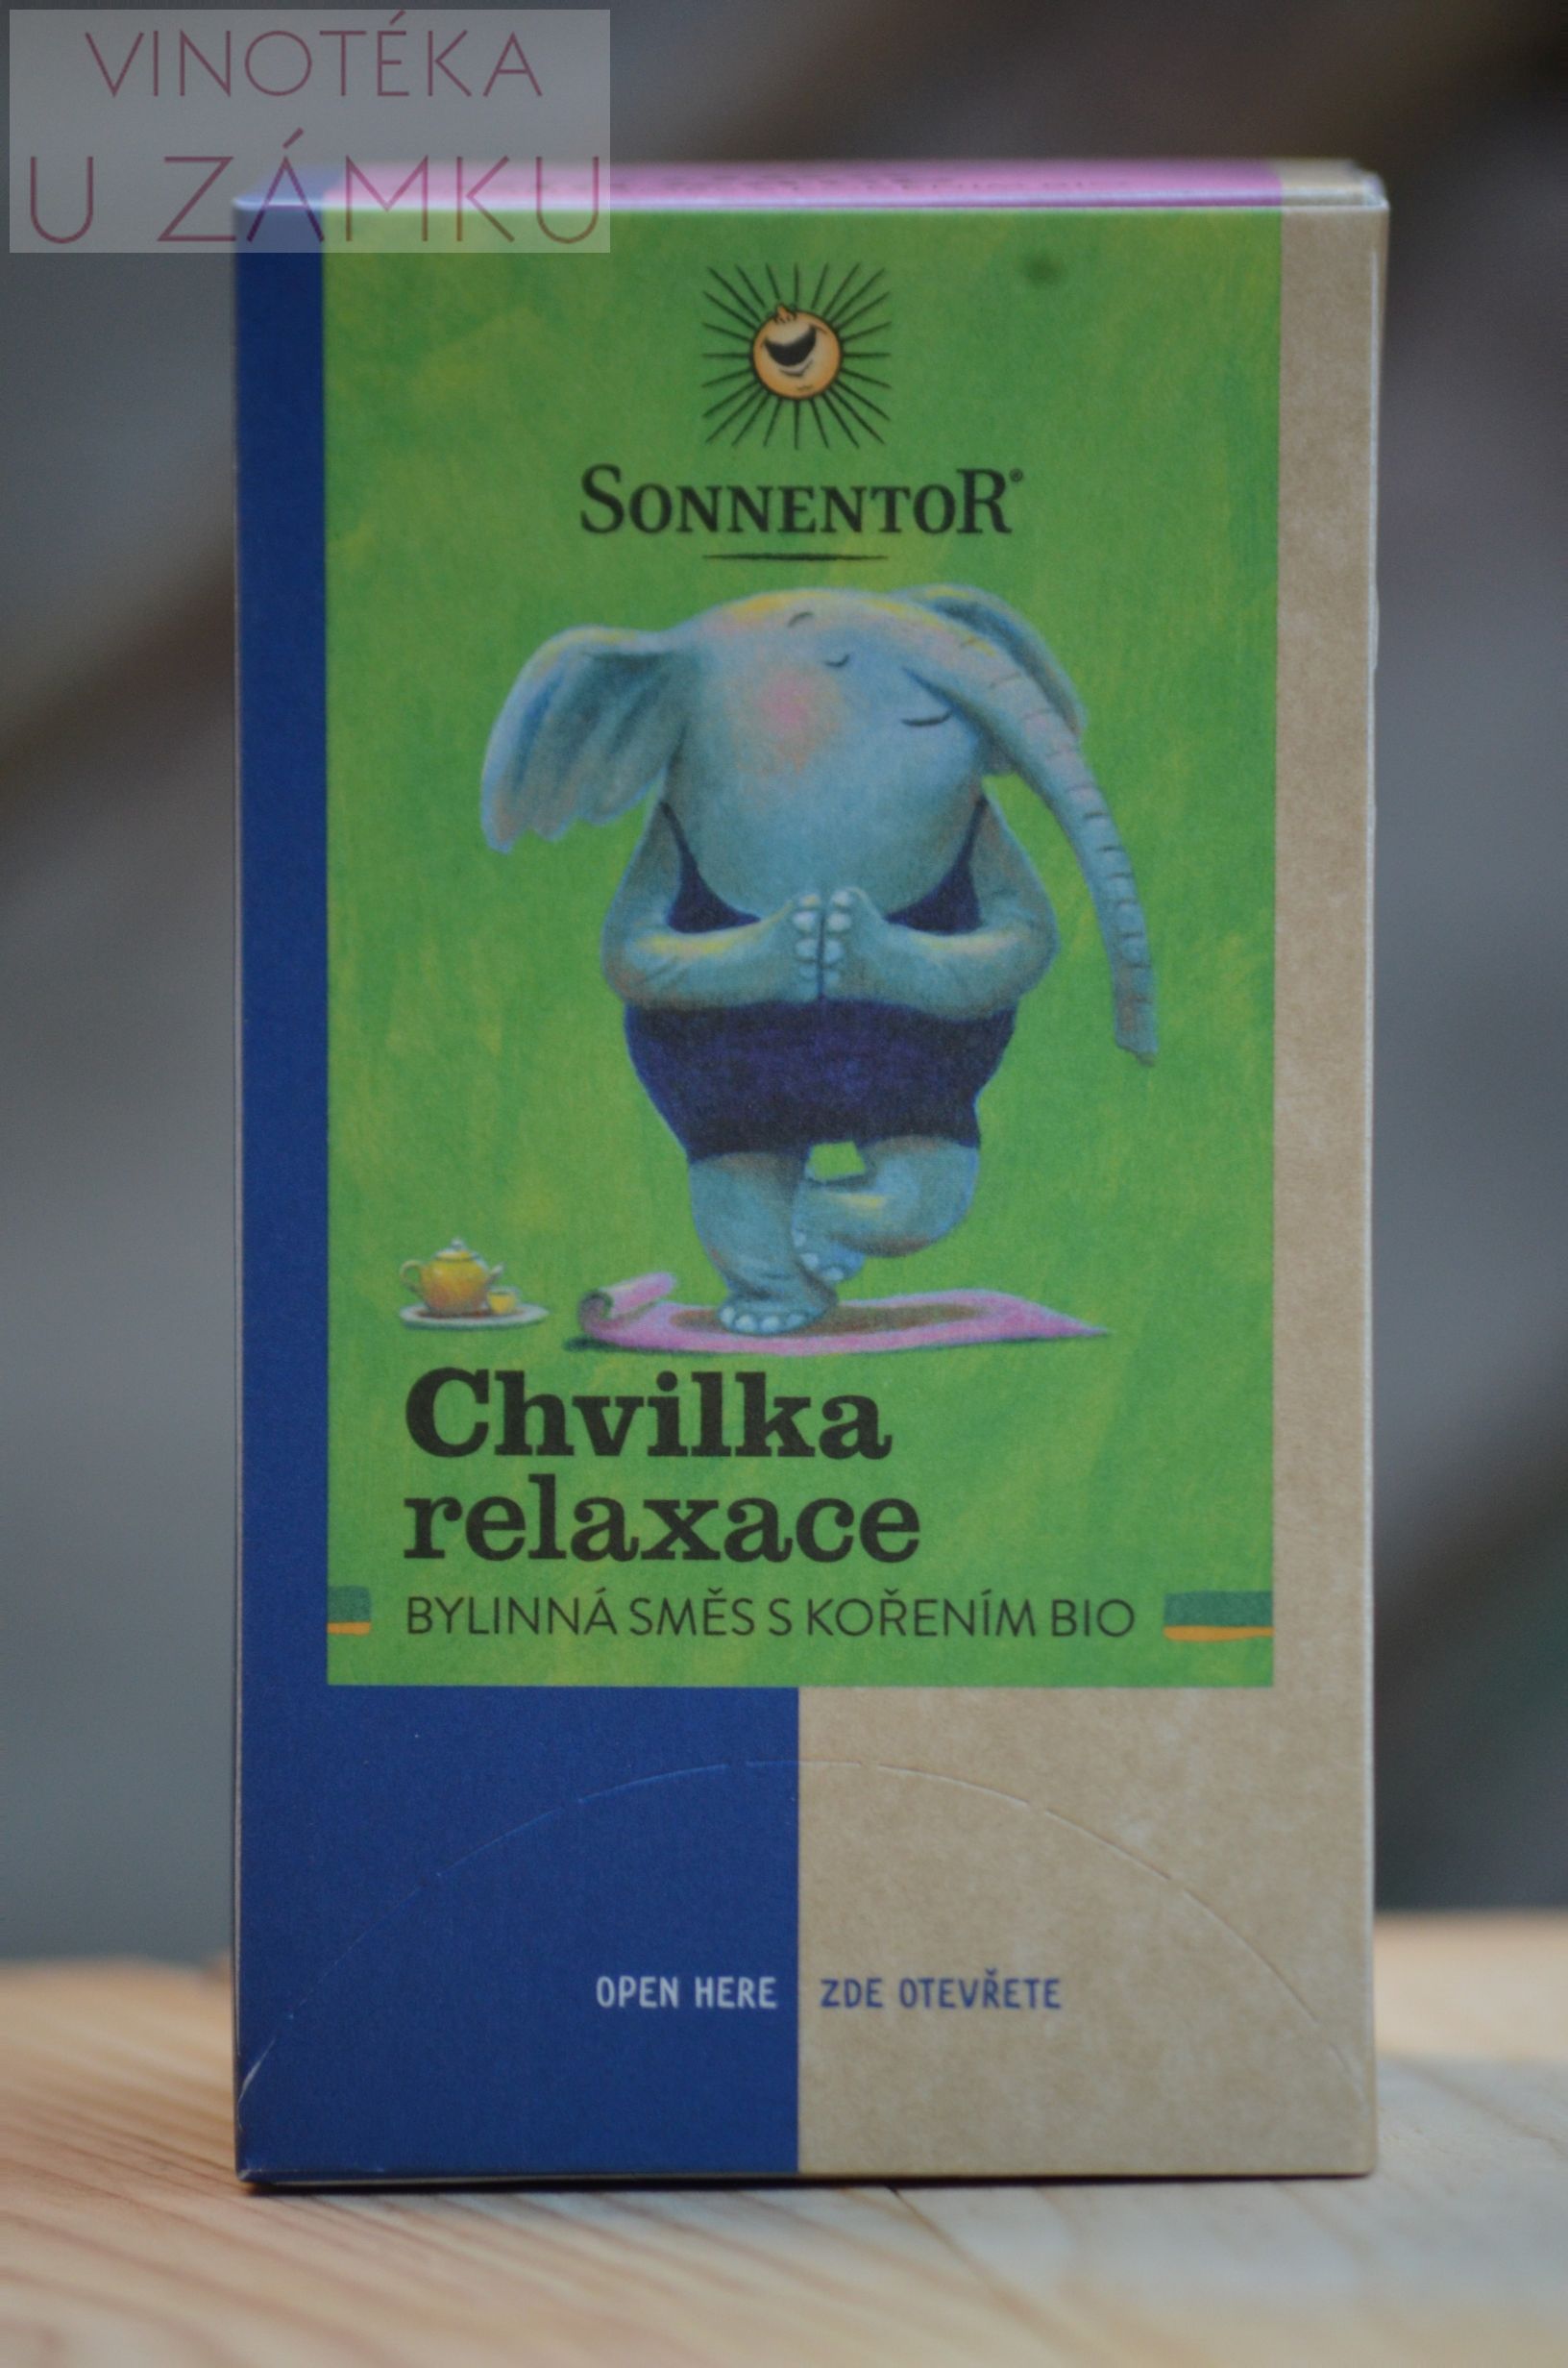 VINOTÉKA
U ZÁMKU
SONNENTOR®
Chvilka
relaxace
BYLINNÁ SMĚS S KOŘENÍM BIO
OPEN HERE ZDE OTEVŘETE